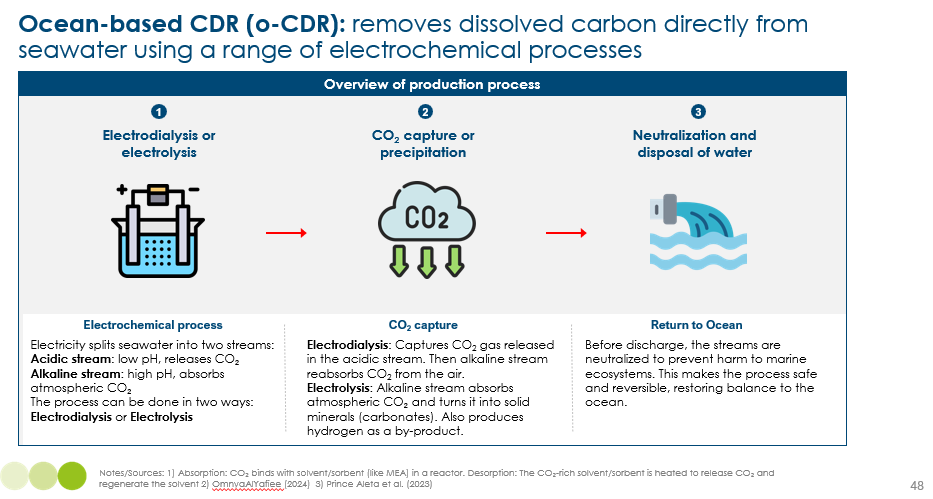 Ocean-based CDR (o-CDR): removes dissolved carbon directly from
seawater using a range of electrochemical processes
Overview of production process
1
Electrodialysis or
electrolysis
2
CO₂ capture or
precipitation
3
Neutralization and
disposal of water
+ −
CO2
Electrochemical process
Electricity splits seawater into two streams:
Acidic stream: low pH, releases CO₂
Alkaline stream: high pH, absorbs
atmospheric CO₂
The process can be done in two ways:
Electrodialysis or Electrolysis
CO₂ capture
Electrodialysis: Captures CO₂ gas released
in the acidic stream. Then alkaline stream
reabsorbs CO₂ from the air.
Electrolysis: Alkaline stream absorbs
atmospheric CO₂ and turns it into solid
minerals (carbonates). Also produces
hydrogen as a by-product.
Return to Ocean
Before discharge, the streams are
neutralized to prevent harm to marine
ecosystems. This makes the process safe
and reversible, restoring balance to the
ocean.
Notes/Sources: 1) Absorption: CO₂ binds with solvent/sorbent (like MEA) in a reactor. Desorption: The CO₂-rich solvent/sorbent is heated to release CO₂ and
regenerate the solvent 2) OmnyaAlYafiee (2024) 3) Prince Aleta et al. (2023)
48